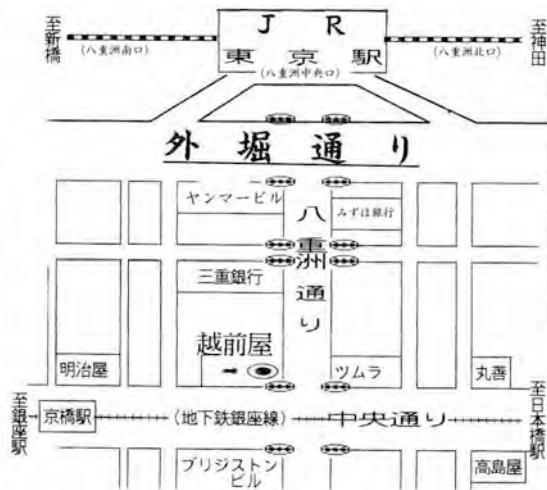 JR
東京駅
(八重洲中央口)
至新橋
(八重洲南口)
(八重洲北口)
至神田
外堀通り
ヤンマービル
みずほ銀行
八重洲通り
三重銀行
越前屋
明治屋
ツムラ
丸善
至銀座駅
京橋駅
(地下鉄銀座線)
中央通り
至日本橋駅
ブリジストンビル
高島屋